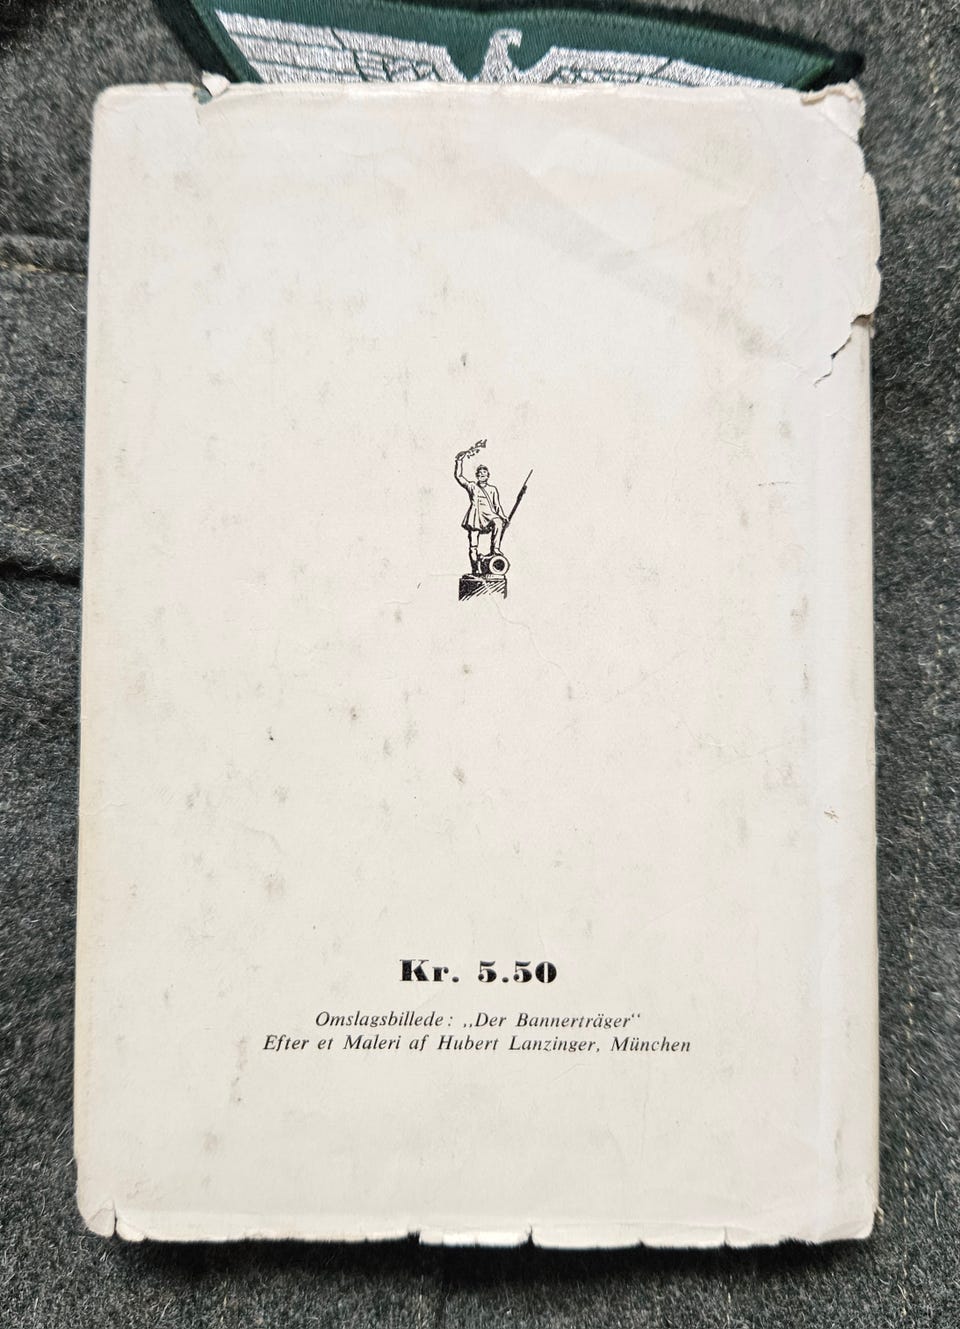 Kr. 5.50
Omslagsbillede: „Der Bannerträger“
Efter et Maleri af Hubert Lanzinger, München